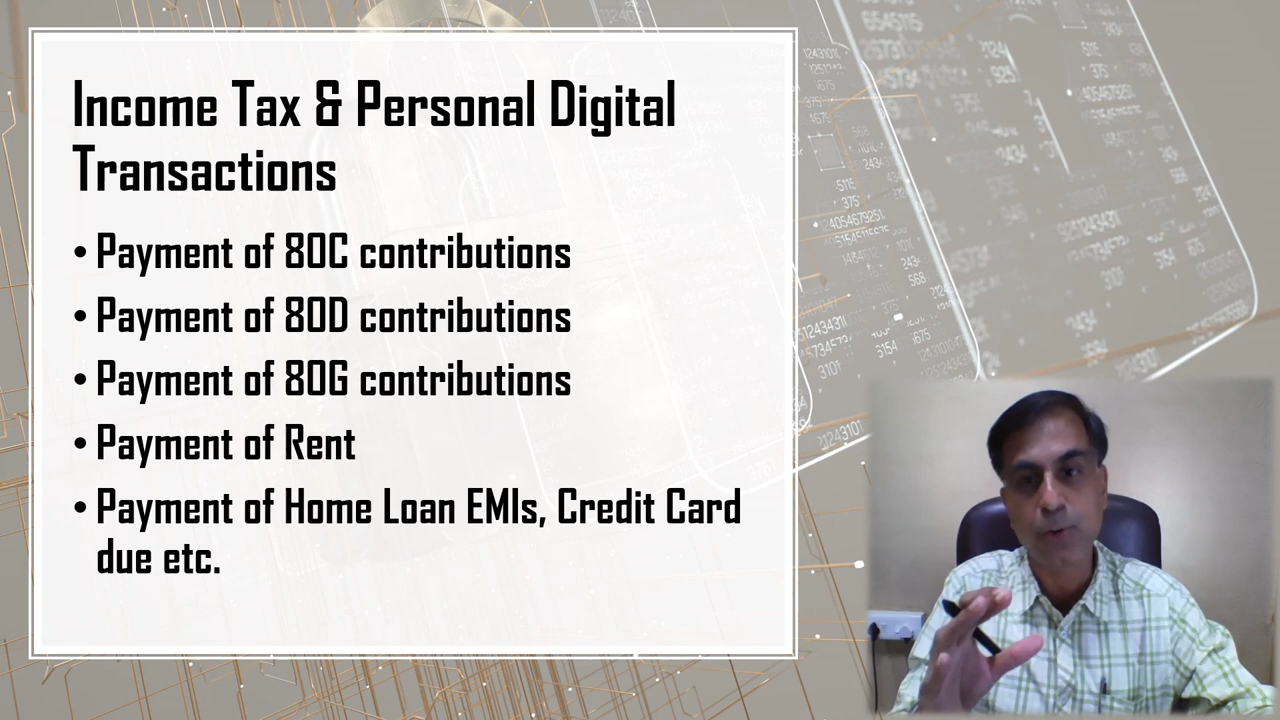 Income Tax & Personal Digital
Transactions
• Payment of 80C contributions
• Payment of 80D contributions
• Payment of 80G contributions
• Payment of Rent
• Payment of Home Loan EMIs, Credit Card
due etc.